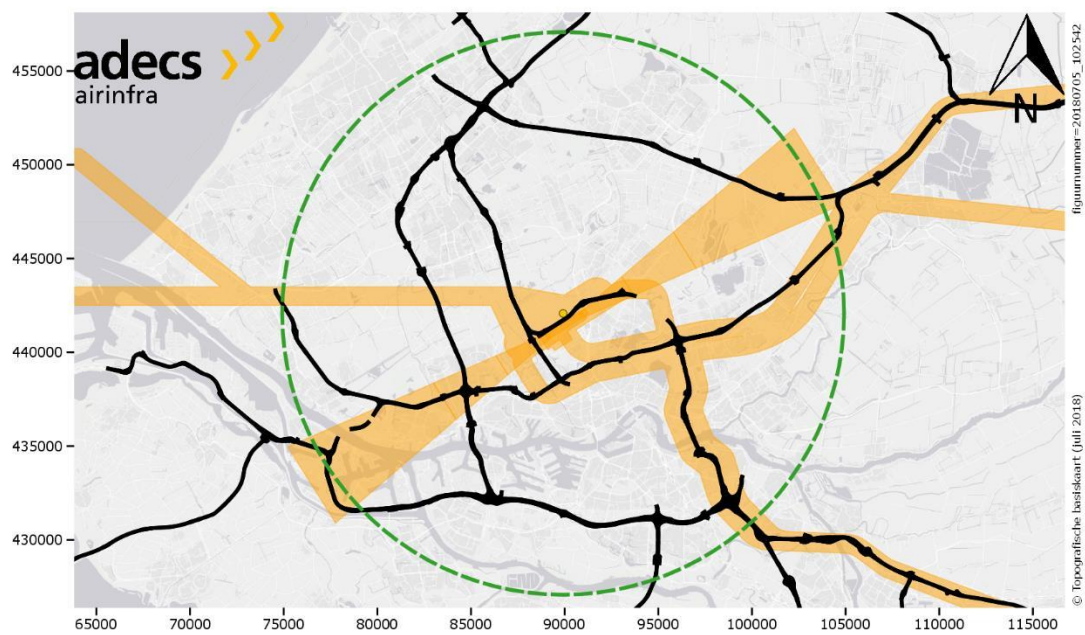 adecs
airinfra
455000
450000
445000
440000
435000
430000
65000 70000 75000 80000 85000 90000 95000 100000 105000 110000 115000
N
figuurnummer=20180705_102542
© Topografische basiskaart (juli 2018)